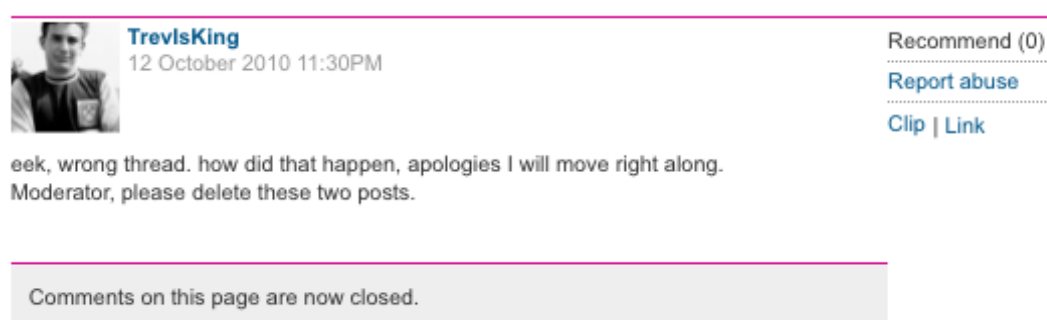 TrevIsKing
12 October 2010 11:30PM
Recommend (0)
Report abuse
Clip | Link
eek, wrong thread. how did that happen, apologies I will move right along.
Moderator, please delete these two posts.
Comments on this page are now closed.